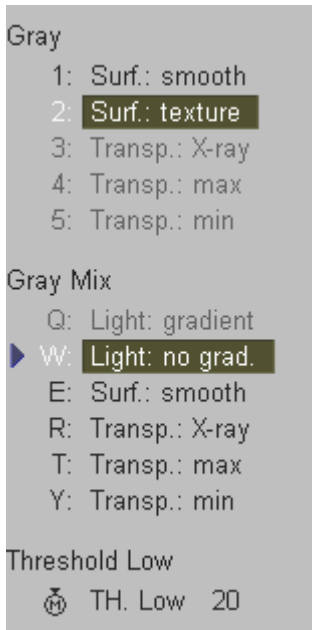 Gray
1: Surf.: smooth
2: Surf.: texture
3: Transp.: X-ray
4: Transp.: max
5: Transp.: min
Gray Mix
Q: Light: gradient
W: Light: no grad.
E: Surf.: smooth
R: Transp.: X-ray
T: Transp.: max
Y: Transp.: min
Threshold Low
M TH. Low 20